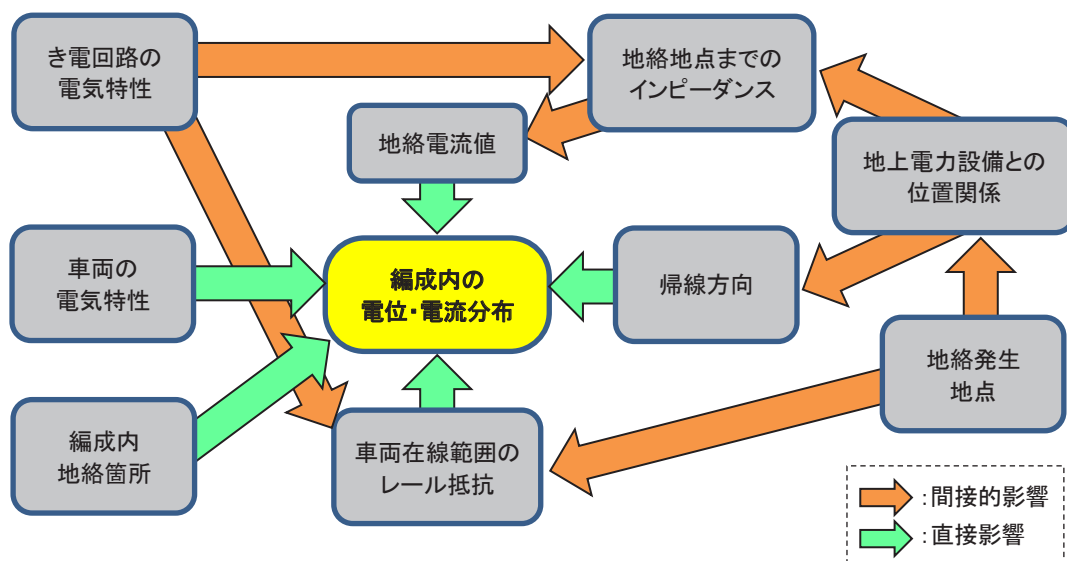 き電回路の
電気特性
地絡地点までの
インピーダンス
地絡電流値
地上電力設備との
位置関係
車両の
電気特性
編成内の
電位・電流分布
帰線方向
地絡発生
地点
編成内
地絡箇所
車両在線範囲の
レール抵抗
:間接的影響
:直接影響